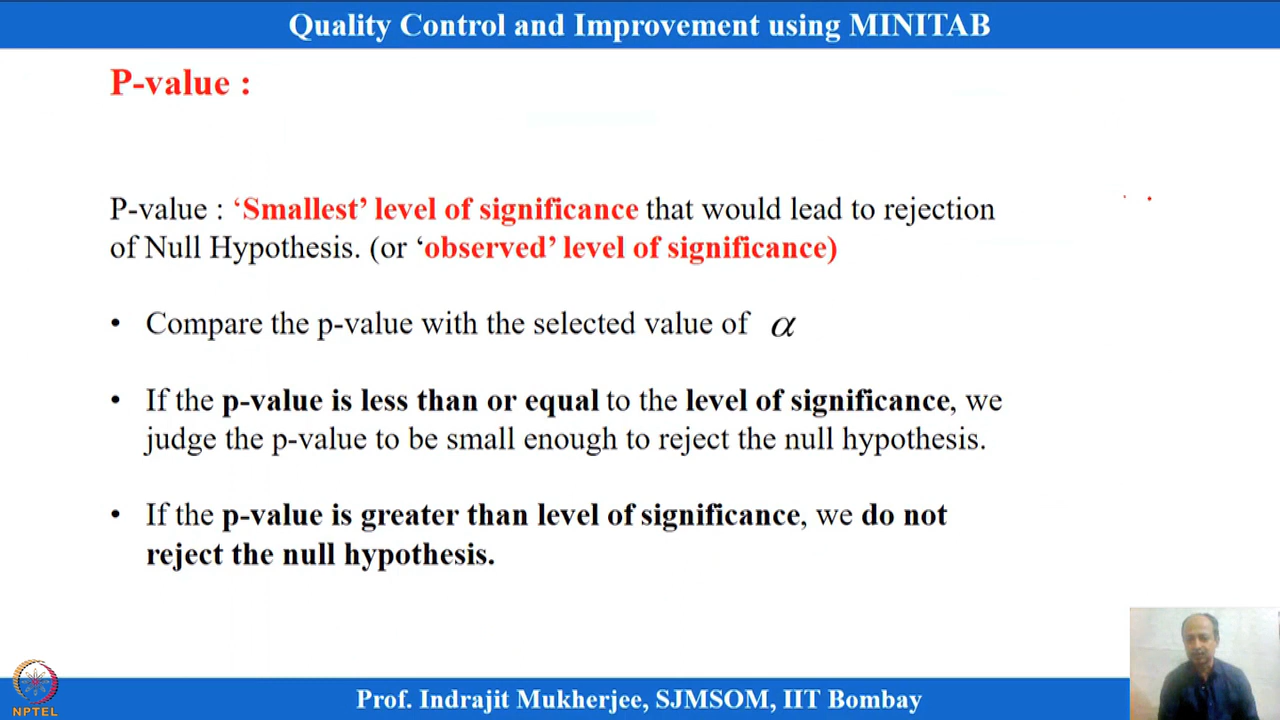 Quality Control and Improvement using MINITAB
P-value :
P-value : ‘Smallest’ level of significance that would lead to rejection
of Null Hypothesis. (or ‘observed’ level of significance)
• Compare the p-value with the selected value of α
• If the p-value is less than or equal to the level of significance, we
judge the p-value to be small enough to reject the null hypothesis.
• If the p-value is greater than level of significance, we do not
reject the null hypothesis.
NPTEL
Prof. Indrajit Mukherjee, SJMSOM, IIT Bombay